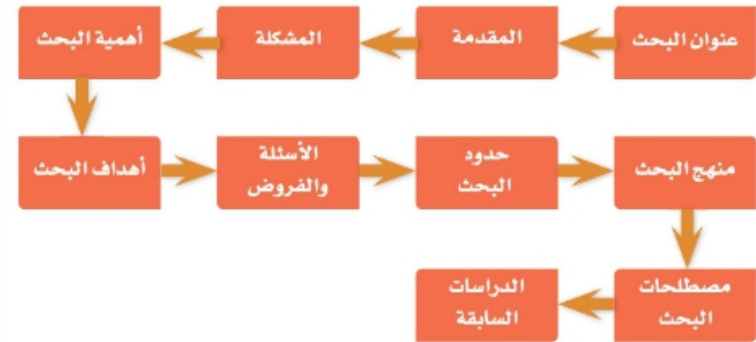 عنوان البحث
المقدمة
المشكلة
أهمية البحث
أهداف البحث
الأسئلة
والفروض
حدود
البحث
منهج البحث
مصطلحات
البحث
الدراسات
السابقة